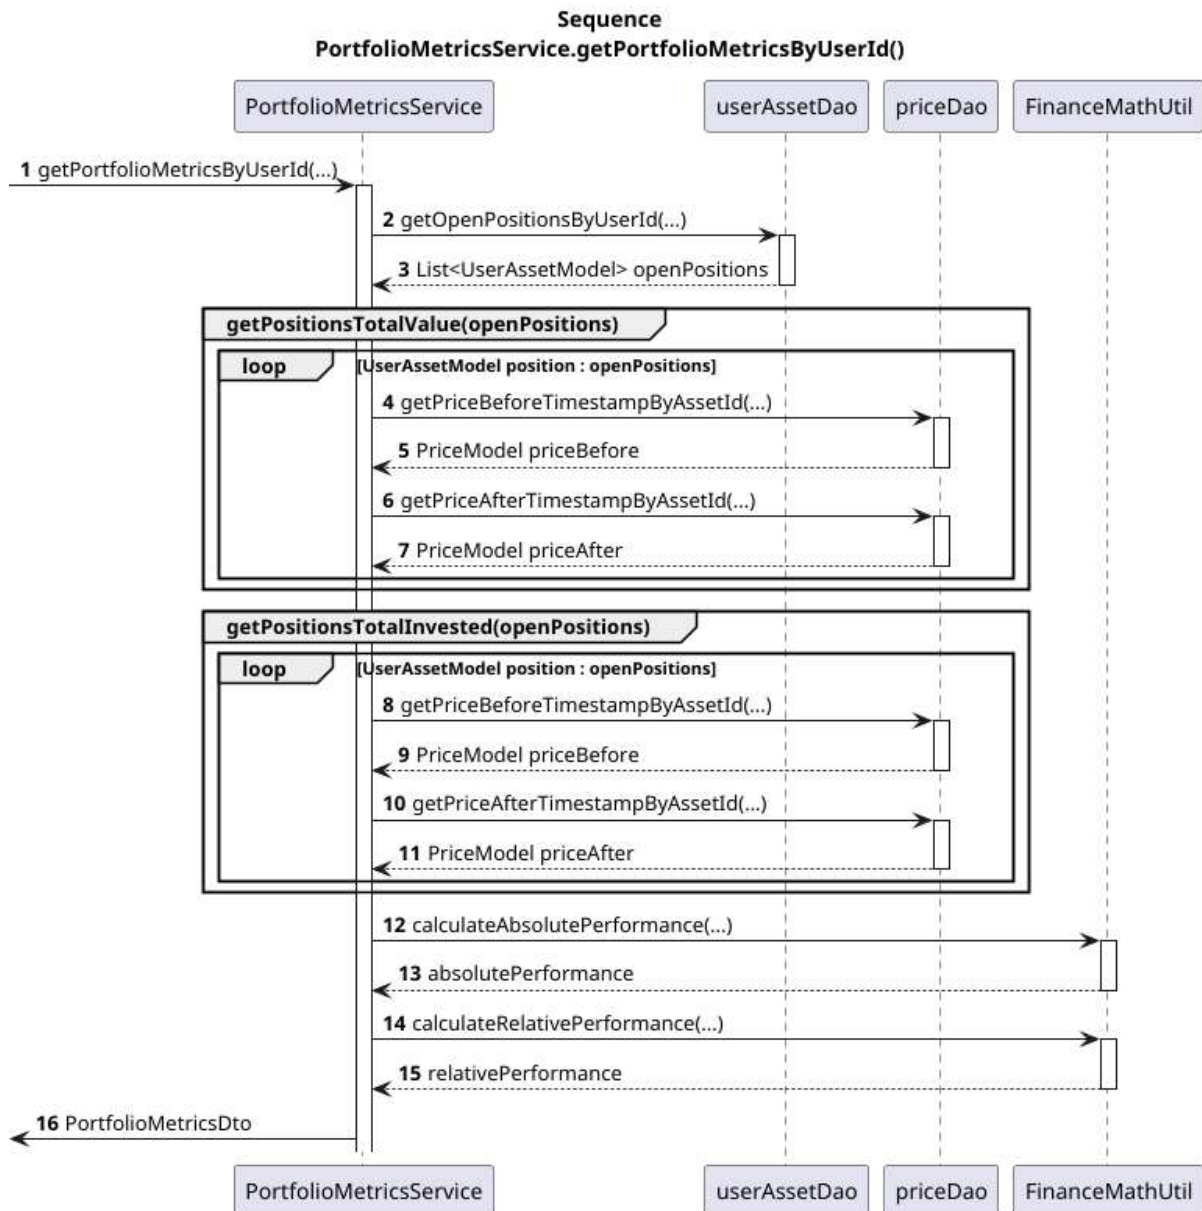 Sequence
PortfolioMetricsService.getPortfolioMetricsByUserId()
PortfolioMetricsService userAssetDao priceDao FinanceMathUtil
1 getPortfolioMetricsByUserId(...)
2 getOpenPositionsByUserId(...)
3 List<UserAssetModel> openPositions
getPositionsTotalValue(openPositions)
loop [UserAssetModel position : openPositions]
4 getPriceBeforeTimestampByAssetId(...)
5 PriceModel priceBefore
6 getPriceAfterTimestampByAssetId(...)
7 PriceModel priceAfter
getPositionsTotalInvested(openPositions)
loop [UserAssetModel position : openPositions]
8 getPriceBeforeTimestampByAssetId(...)
9 PriceModel priceBefore
10 getPriceAfterTimestampByAssetId(...)
11 PriceModel priceAfter
12 calculateAbsolutePerformance(...)
13 absolutePerformance
14 calculateRelativePerformance(...)
15 relativePerformance
16 PortfolioMetricsDto
PortfolioMetricsService userAssetDao priceDao FinanceMathUtil